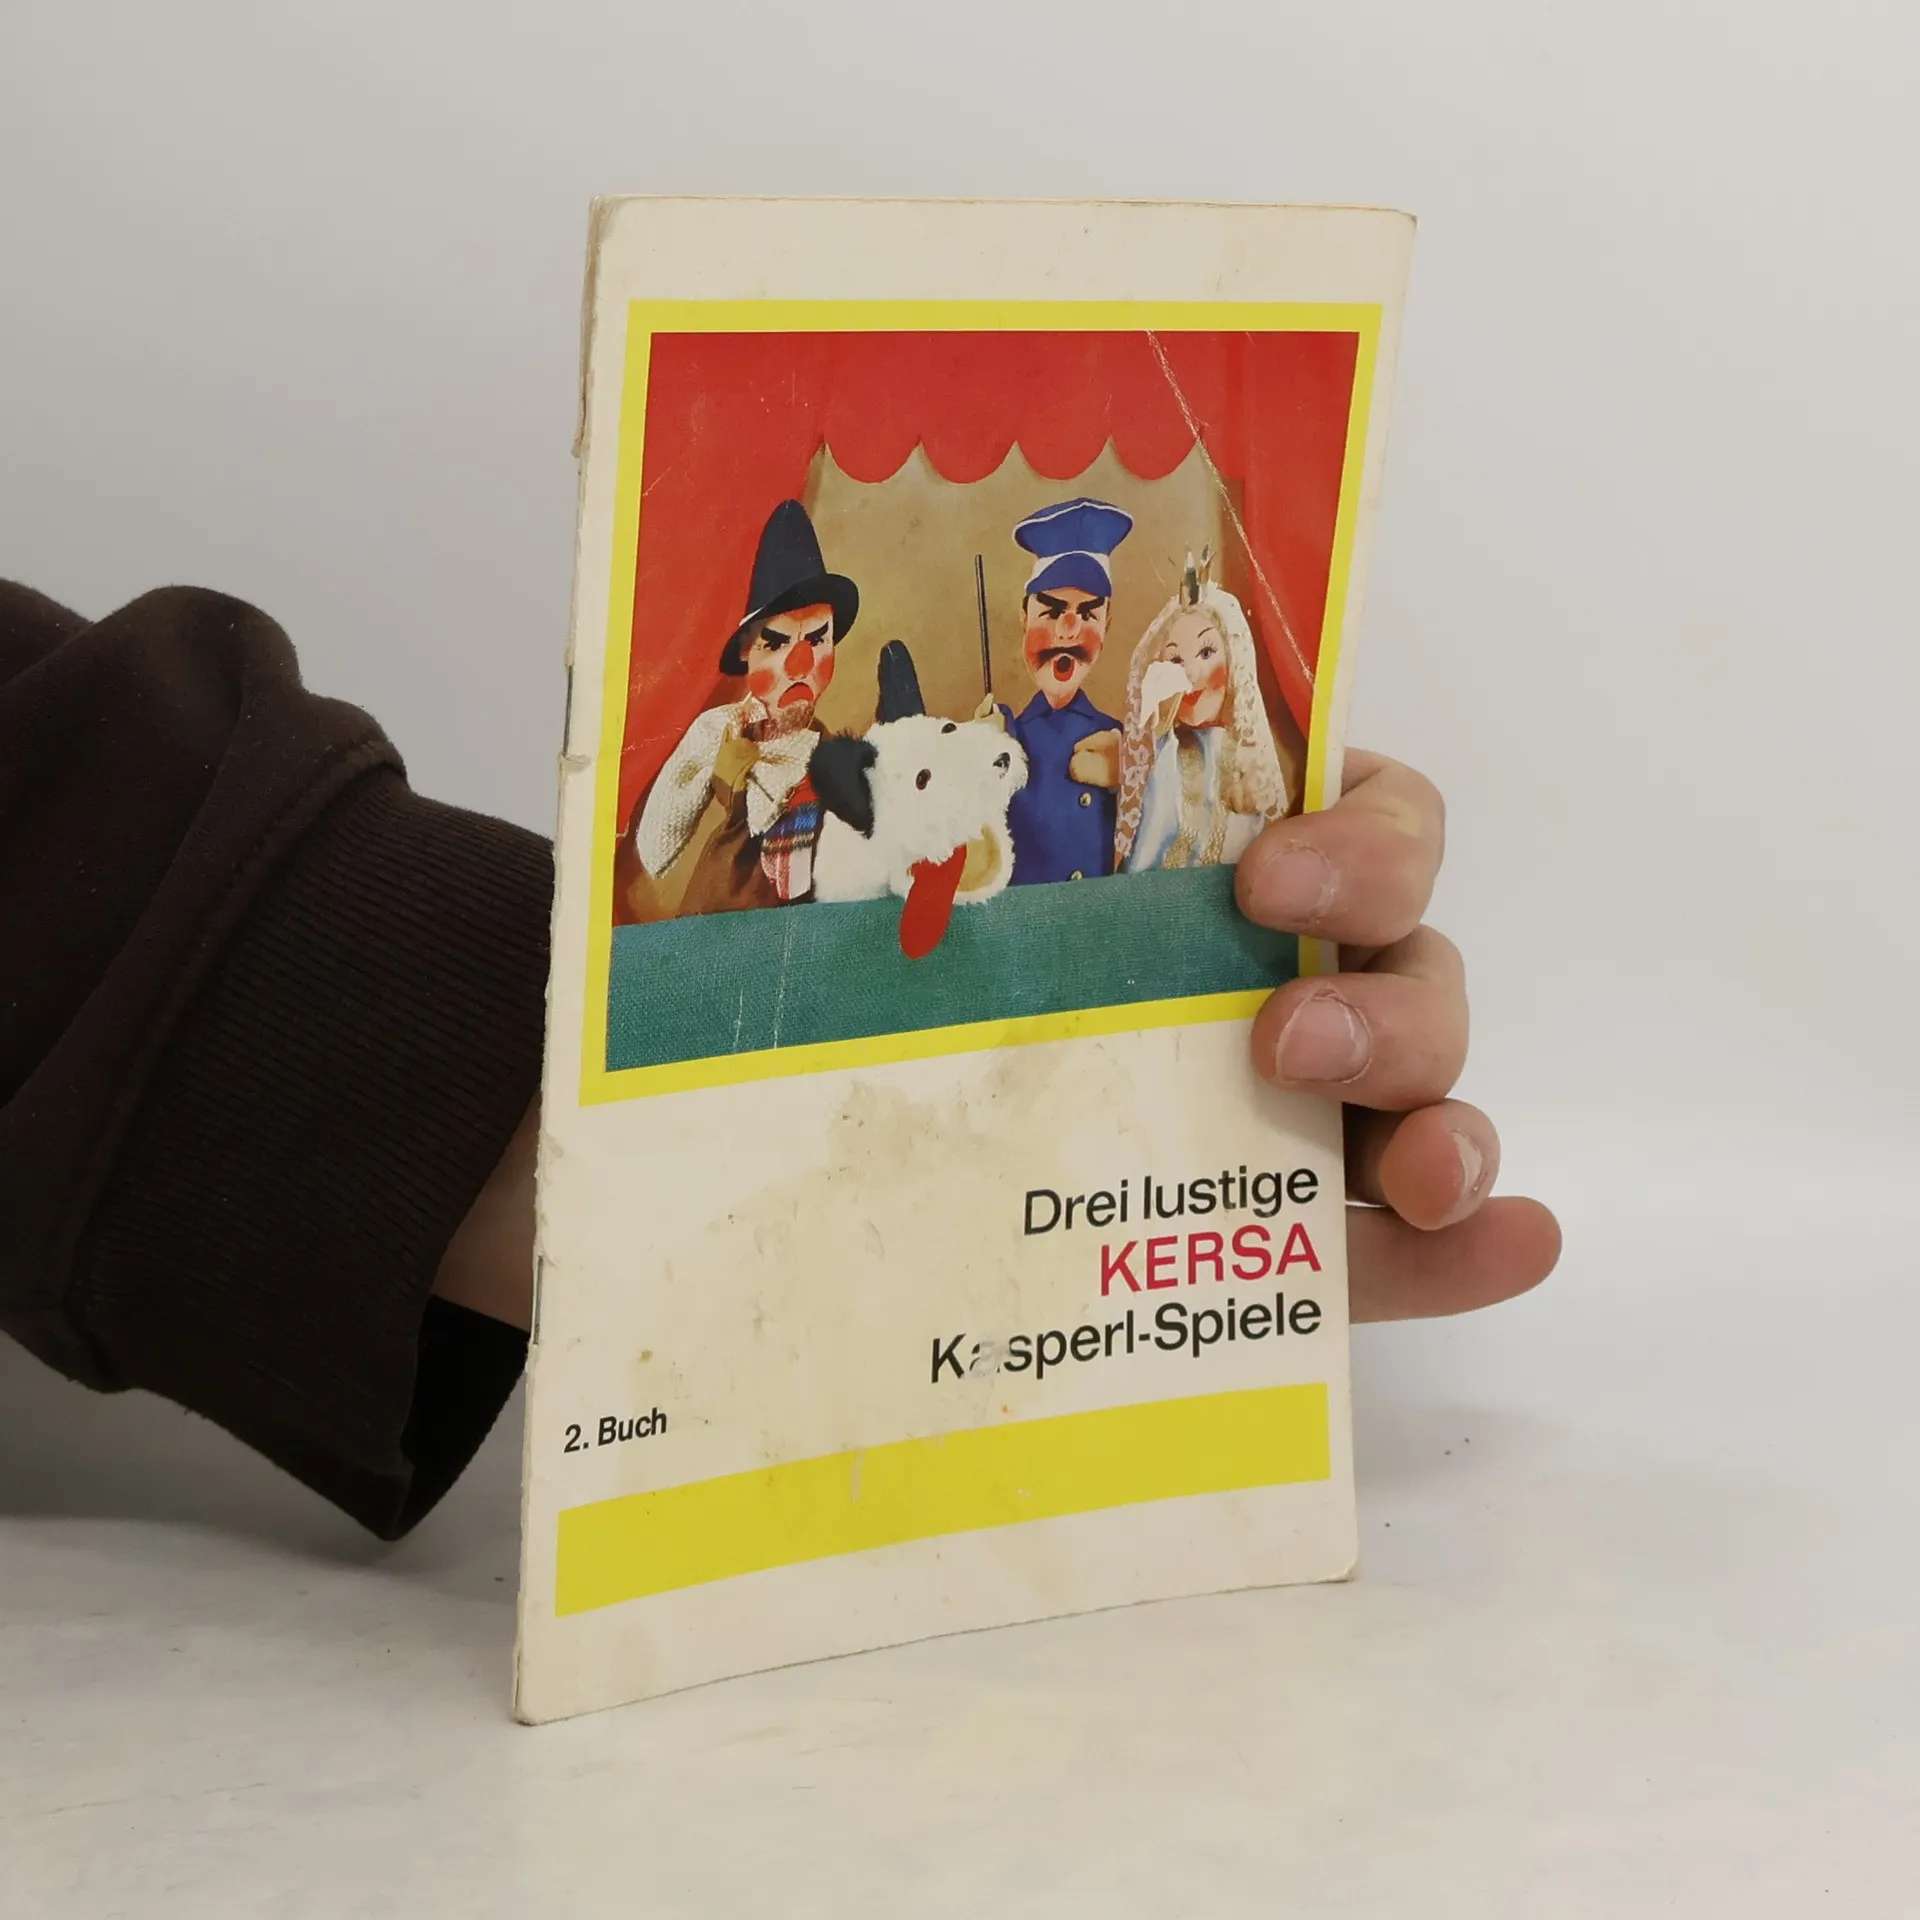 Drei lustige
KERSA
Kasperl-Spiele
2. Buch